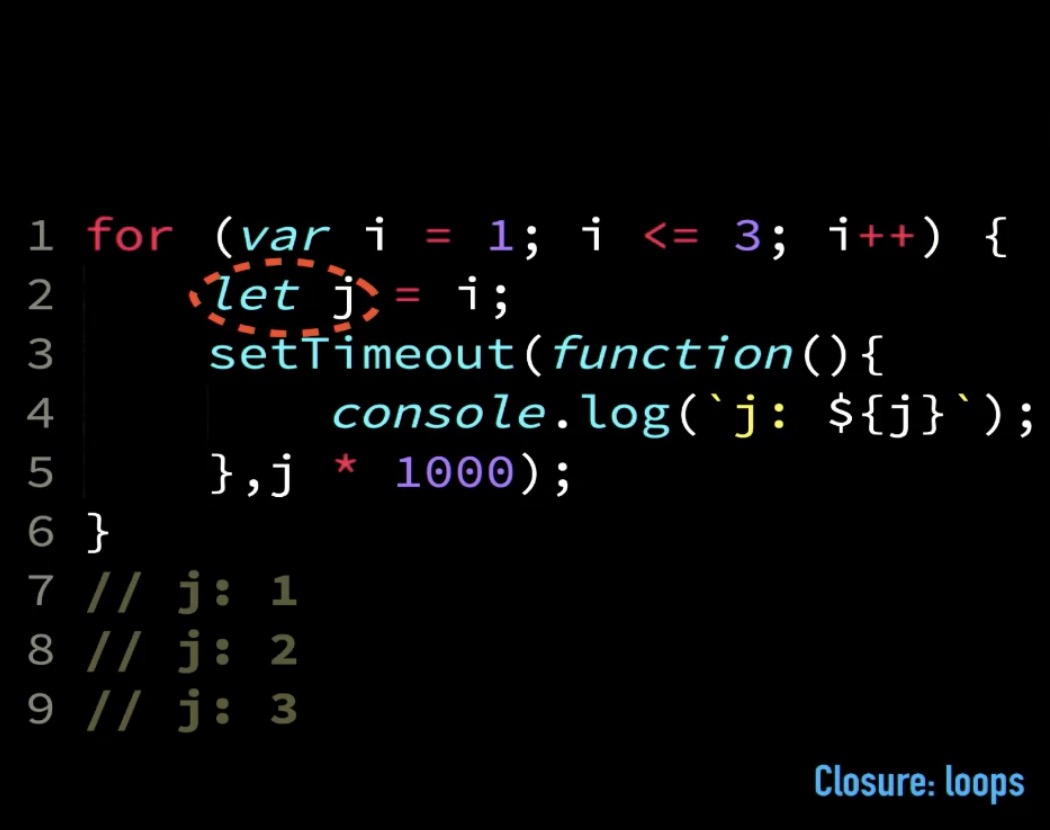 1 for (var i = 1; i <= 3; i++) {
2     let j = i;
3     setTimeout(function(){
4         console.log(`j: ${j}`);
5     },j * 1000);
6 }
7 // j: 1
8 // j: 2
9 // j: 3
Closure: loops